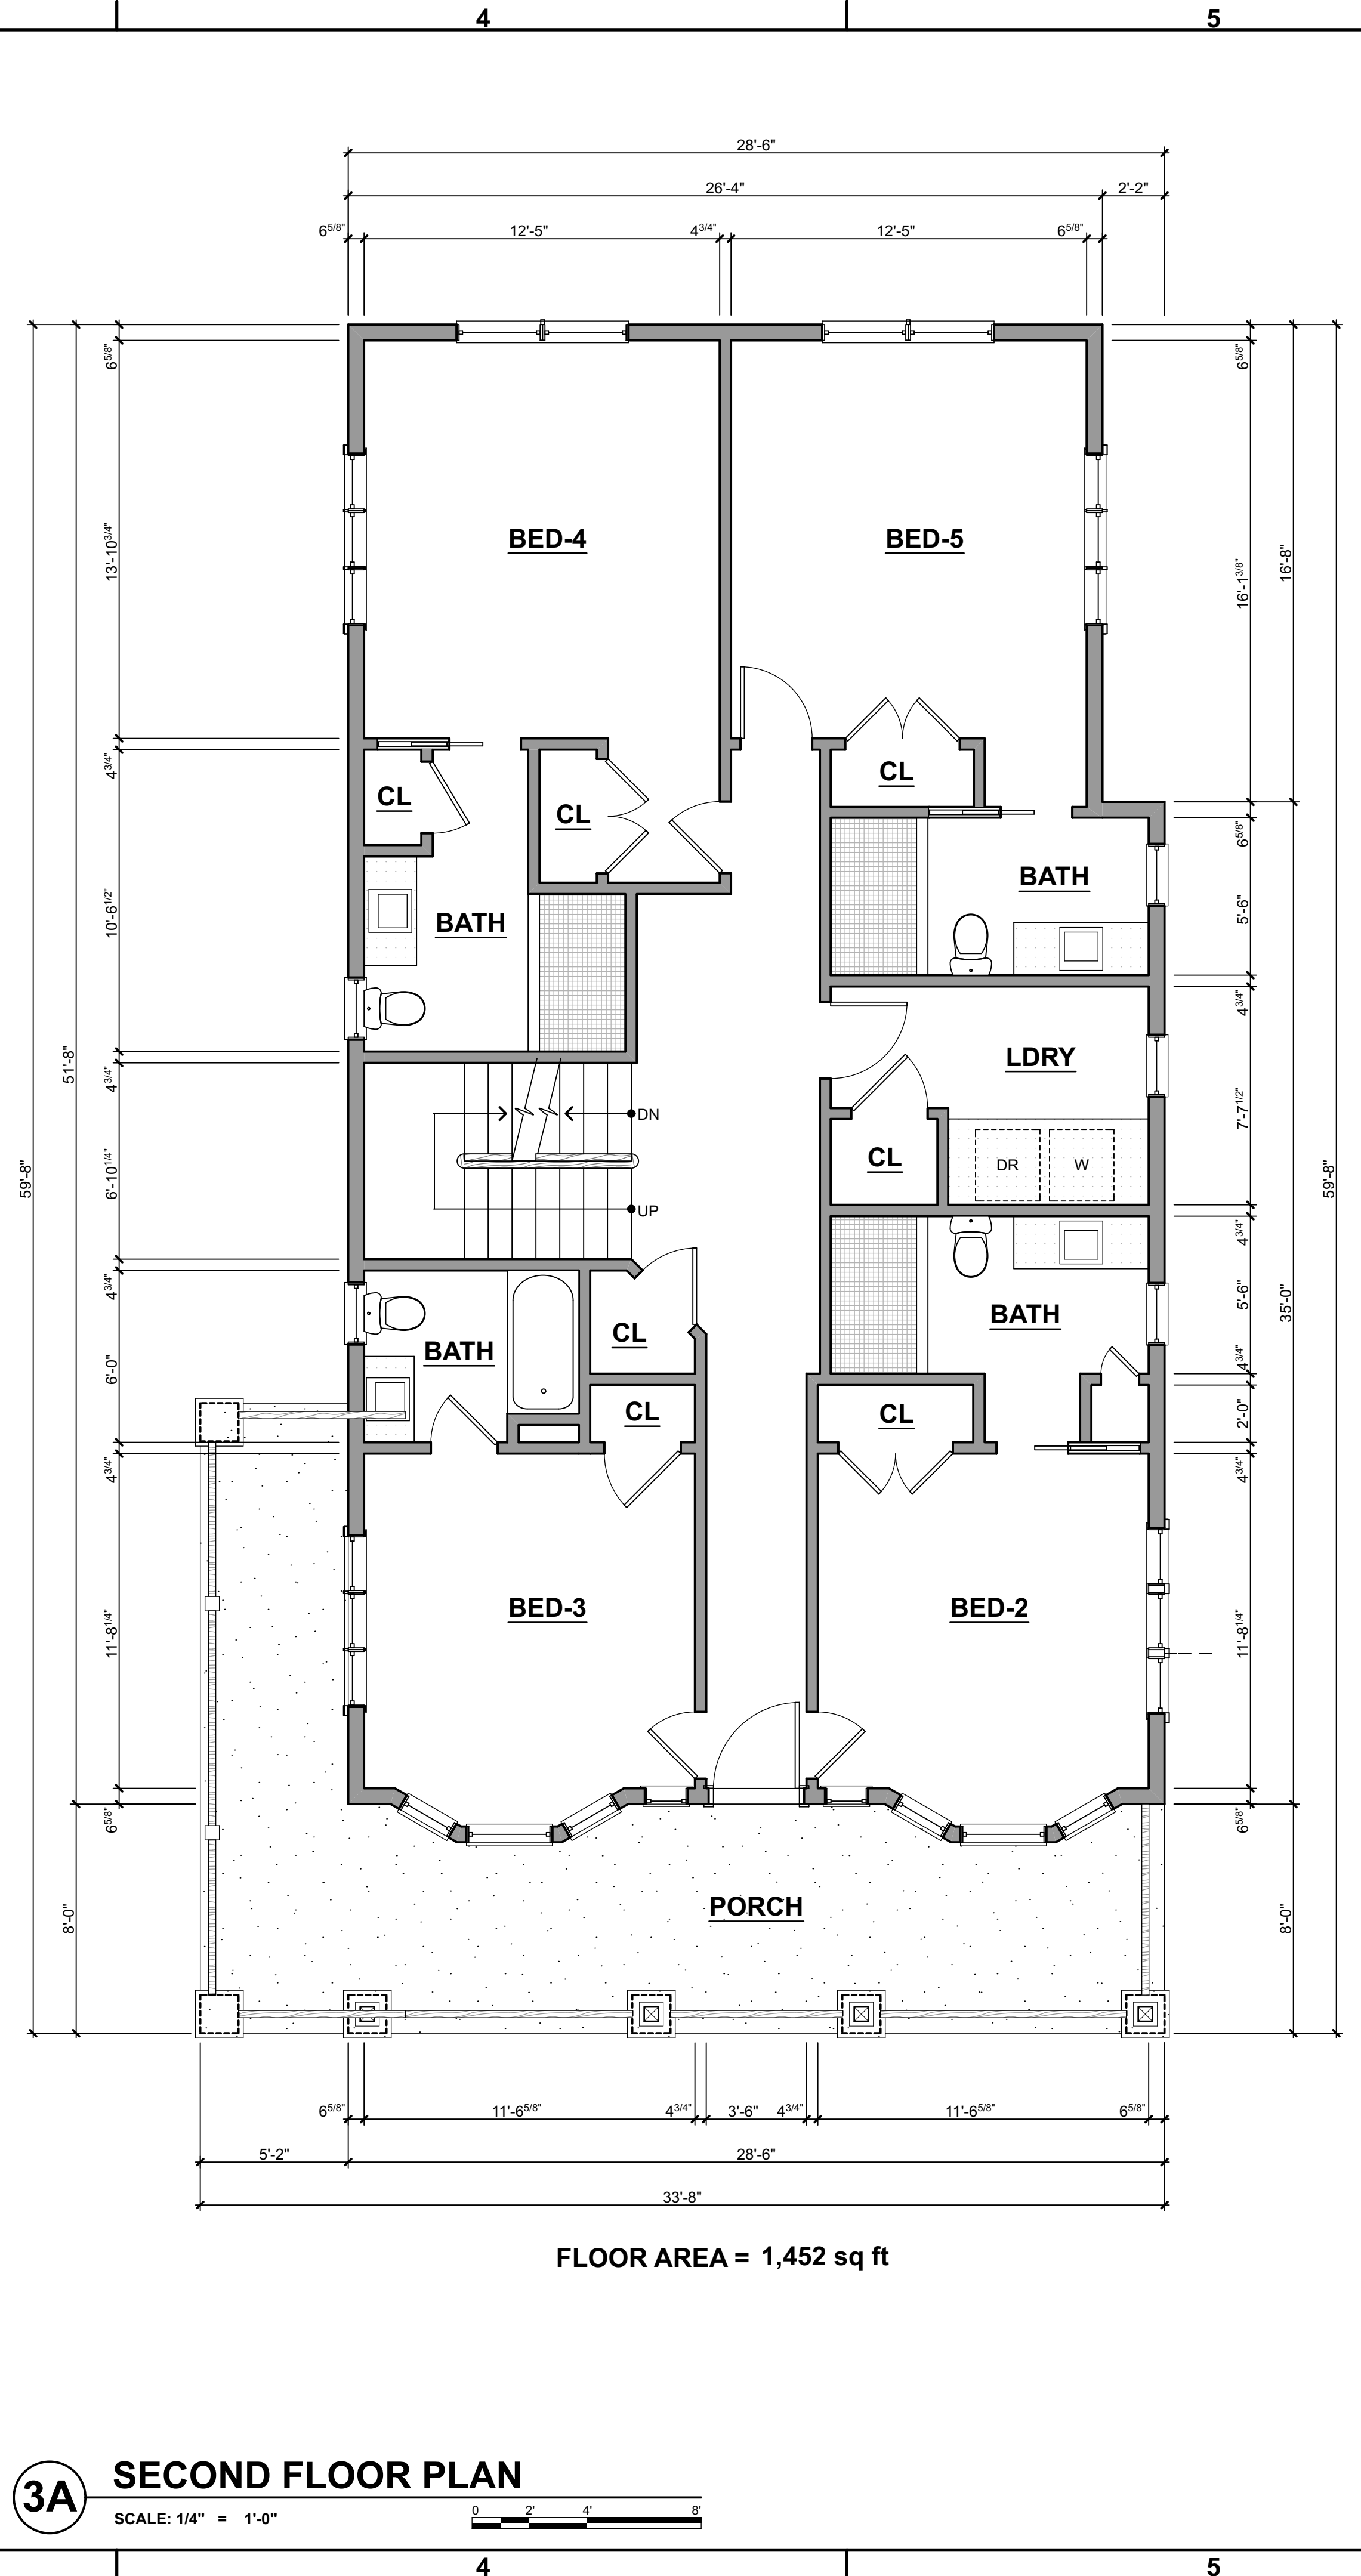 4 5
28'-6"
26'-4" 2'-2"
6 5/8" 12'-5" 4 3/4" 12'-5" 6 5/8"
6 5/8"
13'-10 3/4"
4 3/4"
10'-6 1/2"
4 3/4"
6'-10 1/4"
4 3/4"
6'-0"
4 3/4"
11'-8 1/4"
6 5/8"
51'-8"
8'-0"
59'-8"
BED-4 BED-5
CL CL CL
BATH BATH
LDRY
DN
CL DR W
UP
BATH CL BATH
CL CL
BED-3 BED-2
PORCH
6 5/8"
16'-1 3/8"
6 5/8"
5'-6"
4 3/4"
7'-7 1/2"
4 3/4"
5'-6"
4 3/4"
2'-0"
4 3/4"
11'-8 1/4"
6 5/8"
16'-8"
35'-0"
8'-0"
59'-8"
6 5/8" 11'-6 5/8" 4 3/4" 3'-6" 4 3/4" 11'-6 5/8" 6 5/8"
5'-2" 28'-6"
33'-8"
FLOOR AREA = 1,452 sq ft
3A SECOND FLOOR PLAN
SCALE: 1/4" = 1'-0" 0 2' 4' 8'
4 5